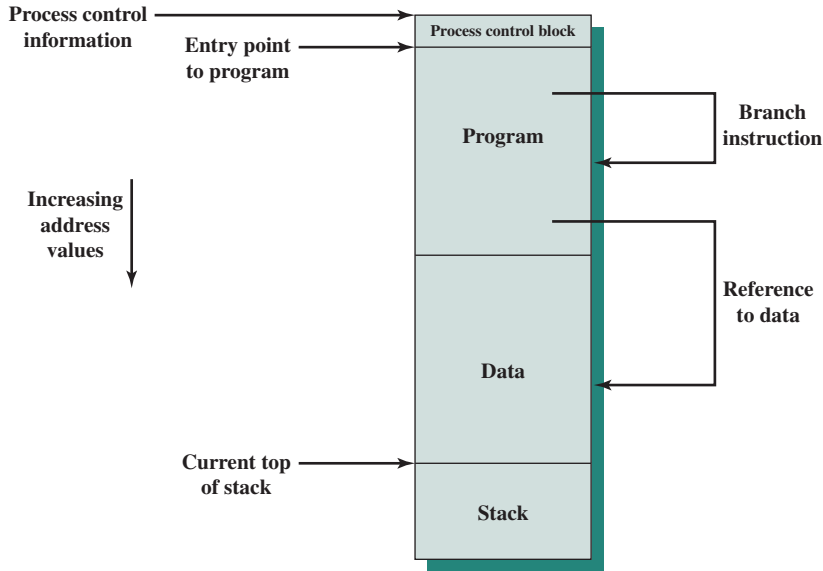 Process control
information
Process control block
Entry point
to program
Program
Branch
instruction
Increasing
address
values
Reference
to data
Data
Current top
of stack
Stack